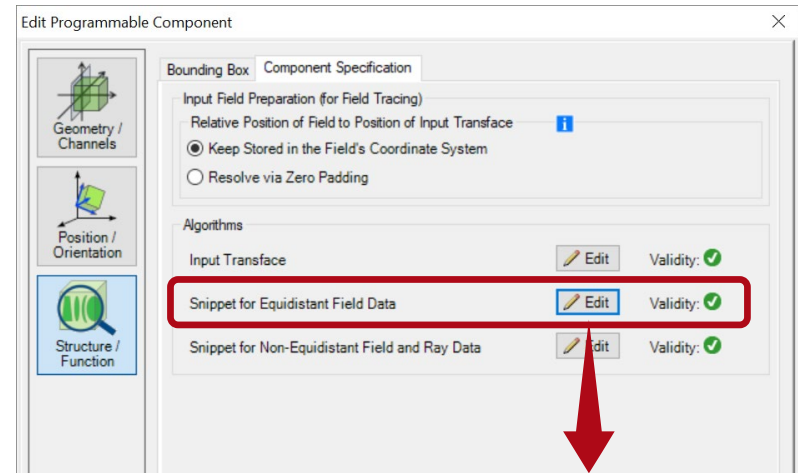 Edit Programmable Component
Bounding Box
Component Specification
Input Field Preparation (for Field Tracing)
Relative Position of Field to Position of Input Transface
i
Keep Stored in the Field's Coordinate System
Resolve via Zero Padding
Geometry /
Channels
Position /
Orientation
Structure /
Function
Algorithms
Input Transface Edit Validity:
Snippet for Equidistant Field Data Edit Validity:
Snippet for Non-Equidistant Field and Ray Data Edit Validity: